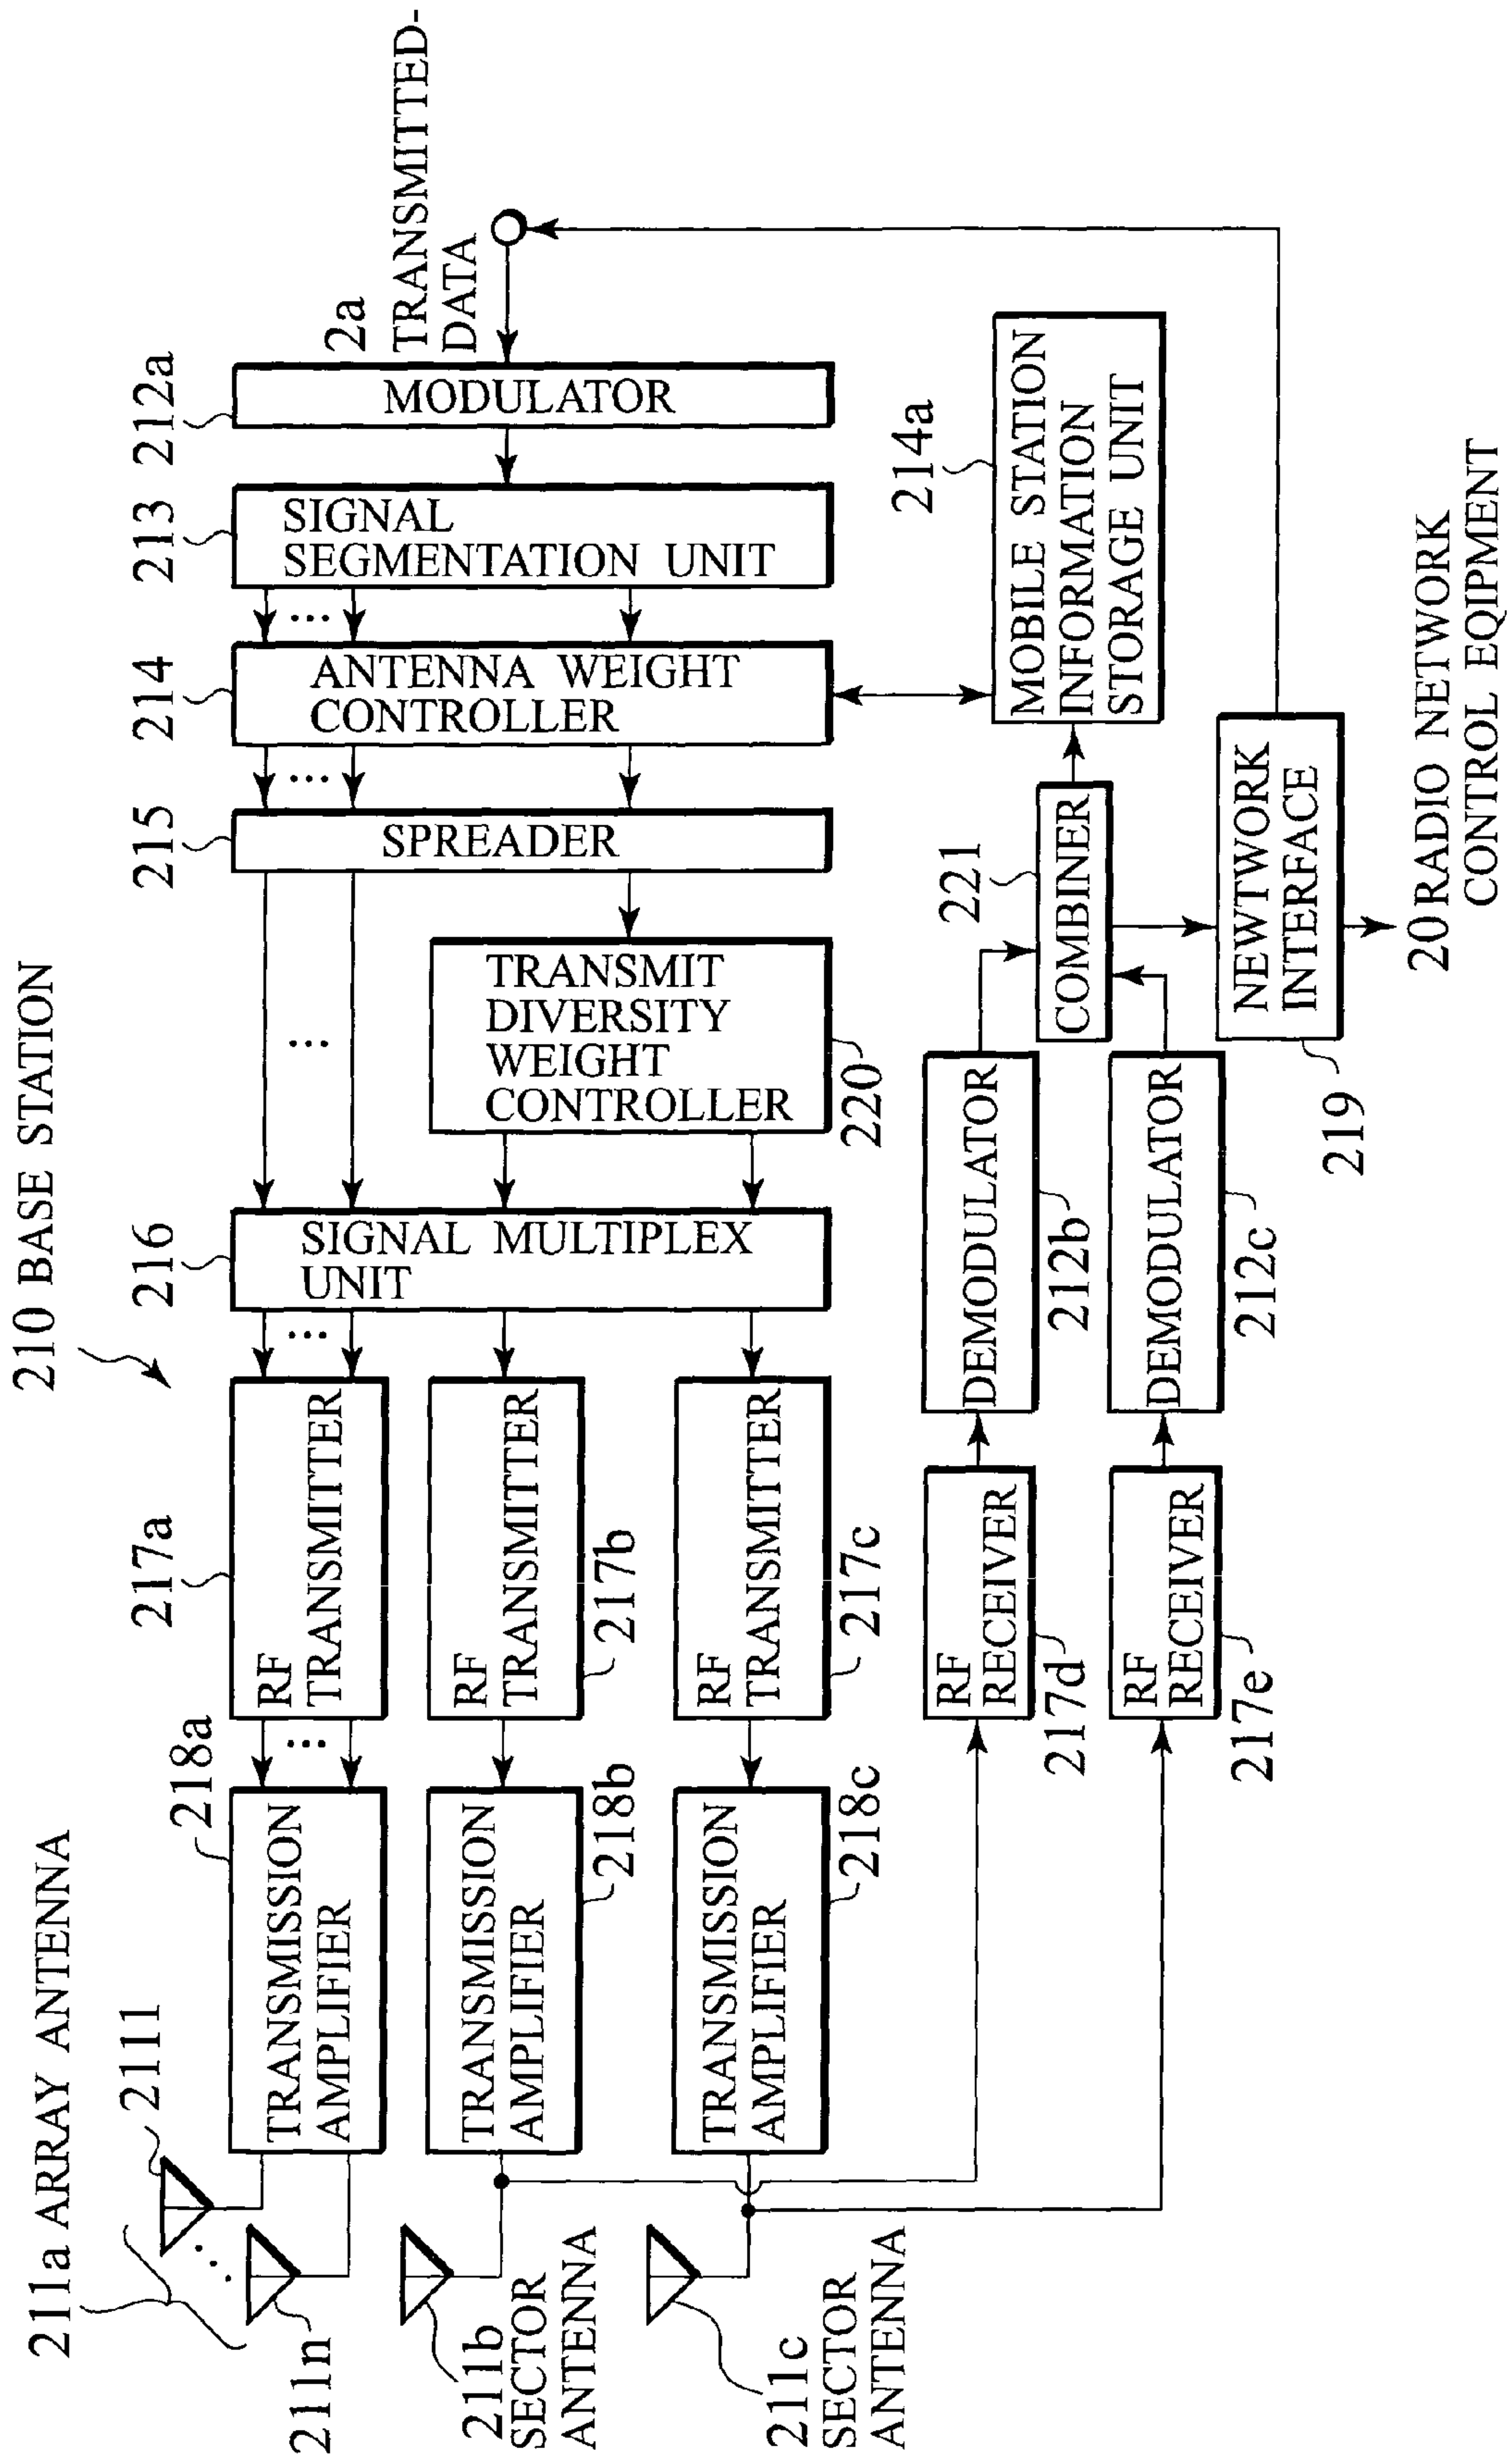 210 BASE STATION
211a ARRAY ANTENNA
2111
211n
211b
SECTOR
ANTENNA
211c
SECTOR
ANTENNA
218a
TRANSMISSION
AMPLIFIER
TRANSMISSION
AMPLIFIER
218b
TRANSMISSION
AMPLIFIER
218c
217a
RF
TRANSMITTER
RF
TRANSMITTER
217b
RF
TRANSMITTER
217c
216
SIGNAL MULTIPLEX
UNIT
TRANSMIT
DIVERSITY
WEIGHT
CONTROLLER
220
215
SPREADER
214
ANTENNA WEIGHT
CONTROLLER
213
SIGNAL
SEGMENTATION UNIT
212a
MODULATOR
2a
TRANSMITTED-
DATA
RF
RECEIVER
217d
RF
RECEIVER
217e
DEMODULATOR
212b
DEMODULATOR
212c
221
COMBINER
214a
MOBILE STATION
INFORMATION
STORAGE UNIT
NEWTWORK
INTERFACE
219
20 RADIO NETWORK
CONTROL EQIPMENT